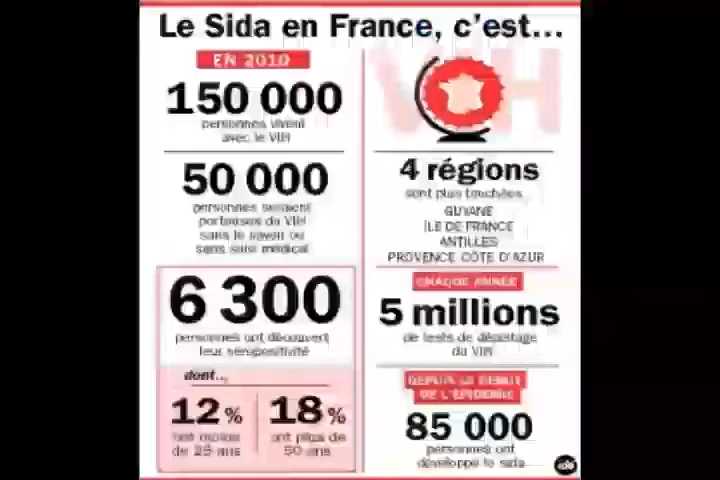 Le Sida en France, c'est...
EN 2010
150 000
personnes vivent
avec le VIH
50 000
personnes seraient
porteuses du VIH
sans le savoir ou
sans suivi médical
6 300
personnes ont découvert
leur séropositivité
dont...
12 %
ont moins
de 25 ans
18 %
ont plus de
50 ans
VIH
4 régions
sont plus touchées
GUYANE
ILE DE FRANCE
ANTILLES
PROVENCE CÔTE D'AZUR
CHAQUE ANNÉE
5 millions
de tests de dépistage
du VIH
DEPUIS LE DÉBUT
DE L'ÉPIDÉMIE
85 000
personnes ont
développé le sida